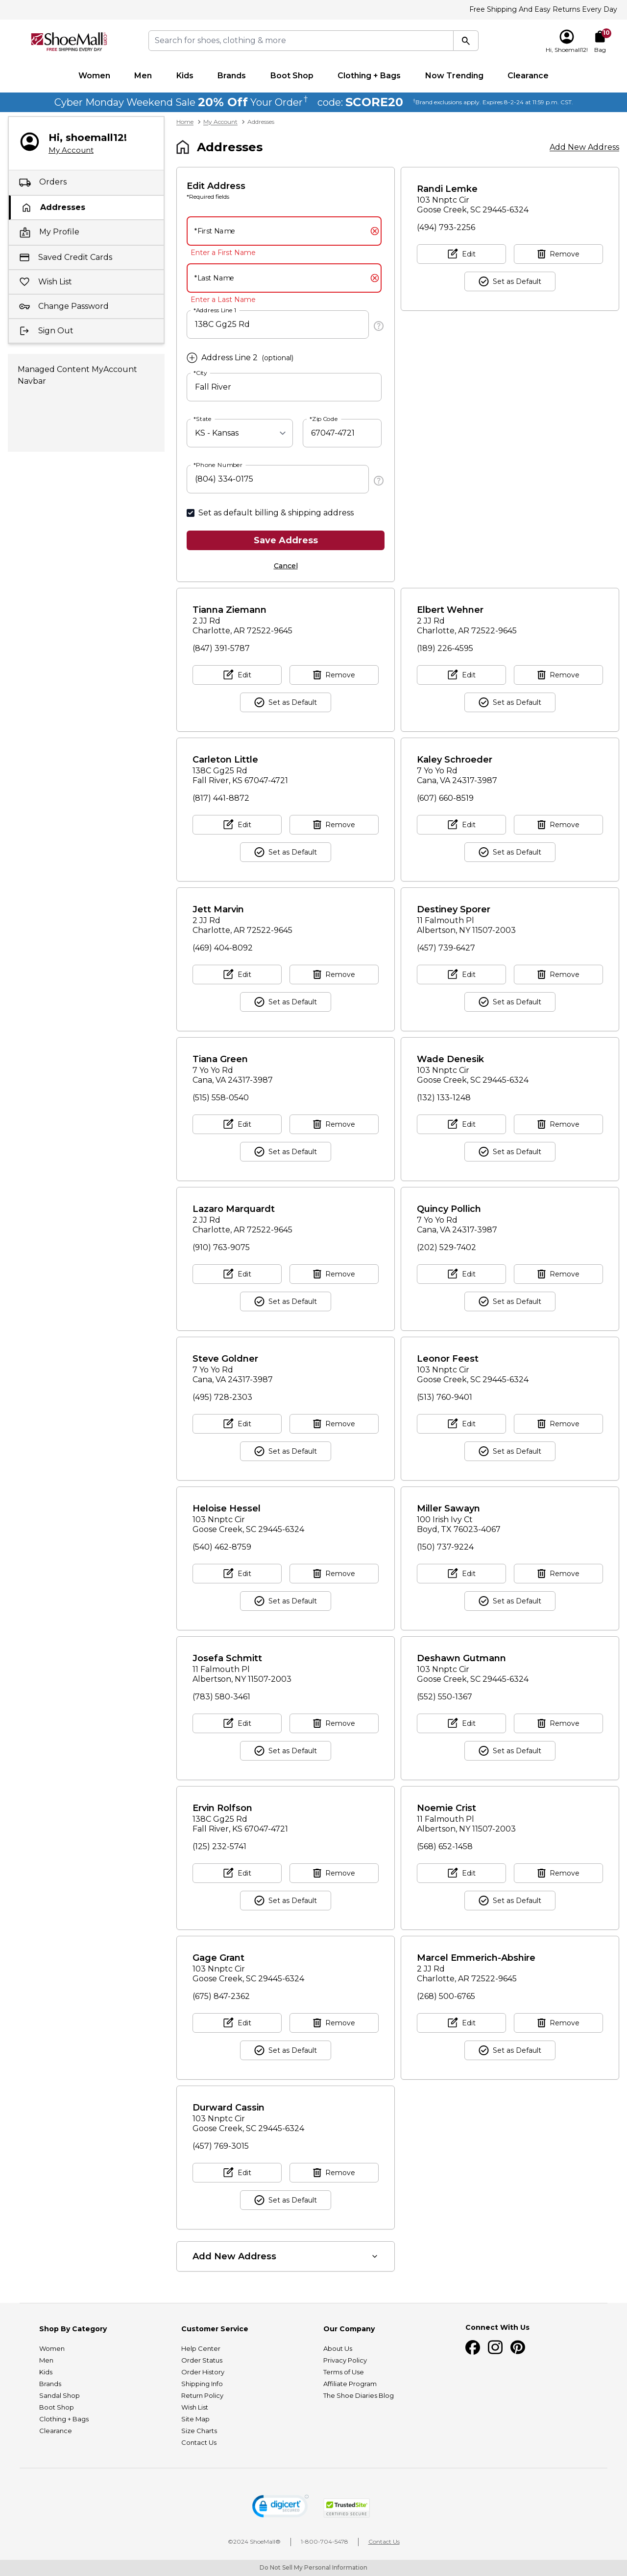 Free Shipping And Easy Returns Every Day
ShoeMall
FREE SHIPPING EVERY DAY
Search for shoes, clothing & more
Hi, Shoemall12!
10
Bag
Women Men Kids Brands Boot Shop Clothing + Bags Now Trending Clearance
Cyber Monday Weekend Sale 20% Off Your Order† code: SCORE20 †Brand exclusions apply. Expires 8-2-24 at 11:59 p.m. CST
Hi, shoemall12!
My Account
Orders
Addresses
My Profile
Saved Credit Cards
Wish List
Change Password
Sign Out
Managed Content MyAccount
Navbar
Home > My Account > Addresses
Addresses
Add New Address
Edit Address
*Required fields
*First Name
Enter a First Name
*Last Name
Enter a Last Name
*Address Line 1
138C Gg25 Rd
Address Line 2 (optional)
*City
Fall River
*State
KS - Kansas
*Zip Code
67047-4721
*Phone Number
(804) 334-0175
Set as default billing & shipping address
Save Address
Cancel
Randi Lemke
103 Nnptc Cir
Goose Creek, SC 29445-6324
(494) 793-2256
Edit Remove
Set as Default
Tianna Ziemann
2 JJ Rd
Charlotte, AR 72522-9645
(847) 391-5787
Edit Remove
Set as Default
Elbert Wehner
2 JJ Rd
Charlotte, AR 72522-9645
(189) 226-4595
Edit Remove
Set as Default
Carleton Little
138C Gg25 Rd
Fall River, KS 67047-4721
(817) 441-8872
Edit Remove
Set as Default
Kaley Schroeder
7 Yo Yo Rd
Cana, VA 24317-3987
(607) 660-8519
Edit Remove
Set as Default
Jett Marvin
2 JJ Rd
Charlotte, AR 72522-9645
(469) 404-8092
Edit Remove
Set as Default
Destiney Sporer
11 Falmouth Pl
Albertson, NY 11507-2003
(457) 739-6427
Edit Remove
Set as Default
Tiana Green
7 Yo Yo Rd
Cana, VA 24317-3987
(515) 558-0540
Edit Remove
Set as Default
Wade Denesik
103 Nnptc Cir
Goose Creek, SC 29445-6324
(132) 133-1248
Edit Remove
Set as Default
Lazaro Marquardt
2 JJ Rd
Charlotte, AR 72522-9645
(910) 763-9075
Edit Remove
Set as Default
Quincy Pollich
7 Yo Yo Rd
Cana, VA 24317-3987
(202) 529-7402
Edit Remove
Set as Default
Steve Goldner
7 Yo Yo Rd
Cana, VA 24317-3987
(495) 728-2303
Edit Remove
Set as Default
Leonor Feest
103 Nnptc Cir
Goose Creek, SC 29445-6324
(513) 760-9401
Edit Remove
Set as Default
Heloise Hessel
103 Nnptc Cir
Goose Creek, SC 29445-6324
(540) 462-8759
Edit Remove
Set as Default
Miller Sawayn
100 Irish Ivy Ct
Boyd, TX 76023-4067
(150) 737-9224
Edit Remove
Set as Default
Josefa Schmitt
11 Falmouth Pl
Albertson, NY 11507-2003
(783) 580-3461
Edit Remove
Set as Default
Deshawn Gutmann
103 Nnptc Cir
Goose Creek, SC 29445-6324
(552) 550-1367
Edit Remove
Set as Default
Ervin Rolfson
138C Gg25 Rd
Fall River, KS 67047-4721
(125) 232-5741
Edit Remove
Set as Default
Noemie Crist
11 Falmouth Pl
Albertson, NY 11507-2003
(568) 652-1458
Edit Remove
Set as Default
Gage Grant
103 Nnptc Cir
Goose Creek, SC 29445-6324
(675) 847-2362
Edit Remove
Set as Default
Marcel Emmerich-Abshire
2 JJ Rd
Charlotte, AR 72522-9645
(268) 500-6765
Edit Remove
Set as Default
Durward Cassin
103 Nnptc Cir
Goose Creek, SC 29445-6324
(457) 769-3015
Edit Remove
Set as Default
Add New Address
Shop By Category
Women
Men
Kids
Brands
Sandal Shop
Boot Shop
Clothing + Bags
Clearance
Customer Service
Help Center
Order Status
Order History
Shipping Info
Return Policy
Wish List
Site Map
Size Charts
Contact Us
Our Company
About Us
Privacy Policy
Terms of Use
Affiliate Program
The Shoe Diaries Blog
Connect With Us
digicert
SECURED
TrustedSite
CERTIFIED SECURE
©2024 ShoeMall® | 1-800-704-5478 | Contact Us
Do Not Sell My Personal Information